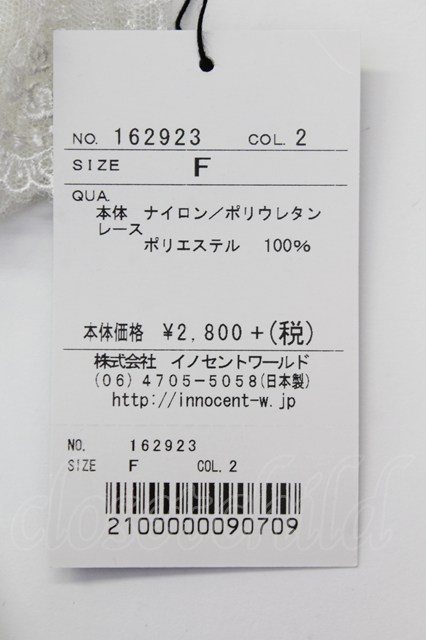 NO. 162923 COL. 2
SIZE F
QUA.
本体 ナイロン／ポリウレタン
レース
ポリエステル 100%
本体価格 ¥2,800+(税)
株式会社 イノセントワールド
(06) 4705-5058(日本製)
http://innocent-w.jp
NO. 162923
SIZE F COL. 2
2100000090709
closet child